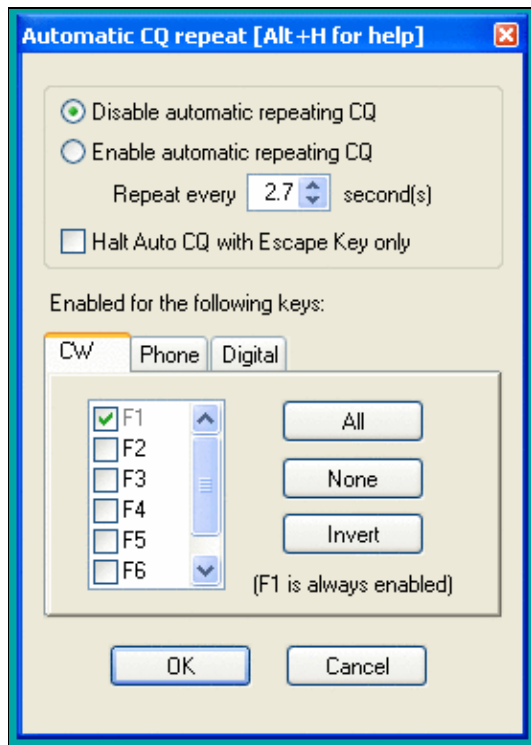 Automatic CQ repeat [Alt+H for help]
Disable automatic repeating CQ
Enable automatic repeating CQ
Repeat every 2.7 second(s)
Halt Auto CQ with Escape Key only
Enabled for the following keys:
CW Phone Digital
F1
F2
F3
F4
F5
F6
All
None
Invert
(F1 is always enabled)
OK Cancel